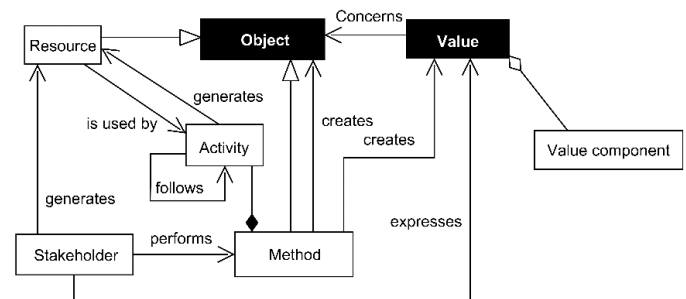 Concerns
Resource
Object
Value
generates
is used by
creates
creates
Activity
Value component
follows
generates
expresses
performs
Stakeholder
Method